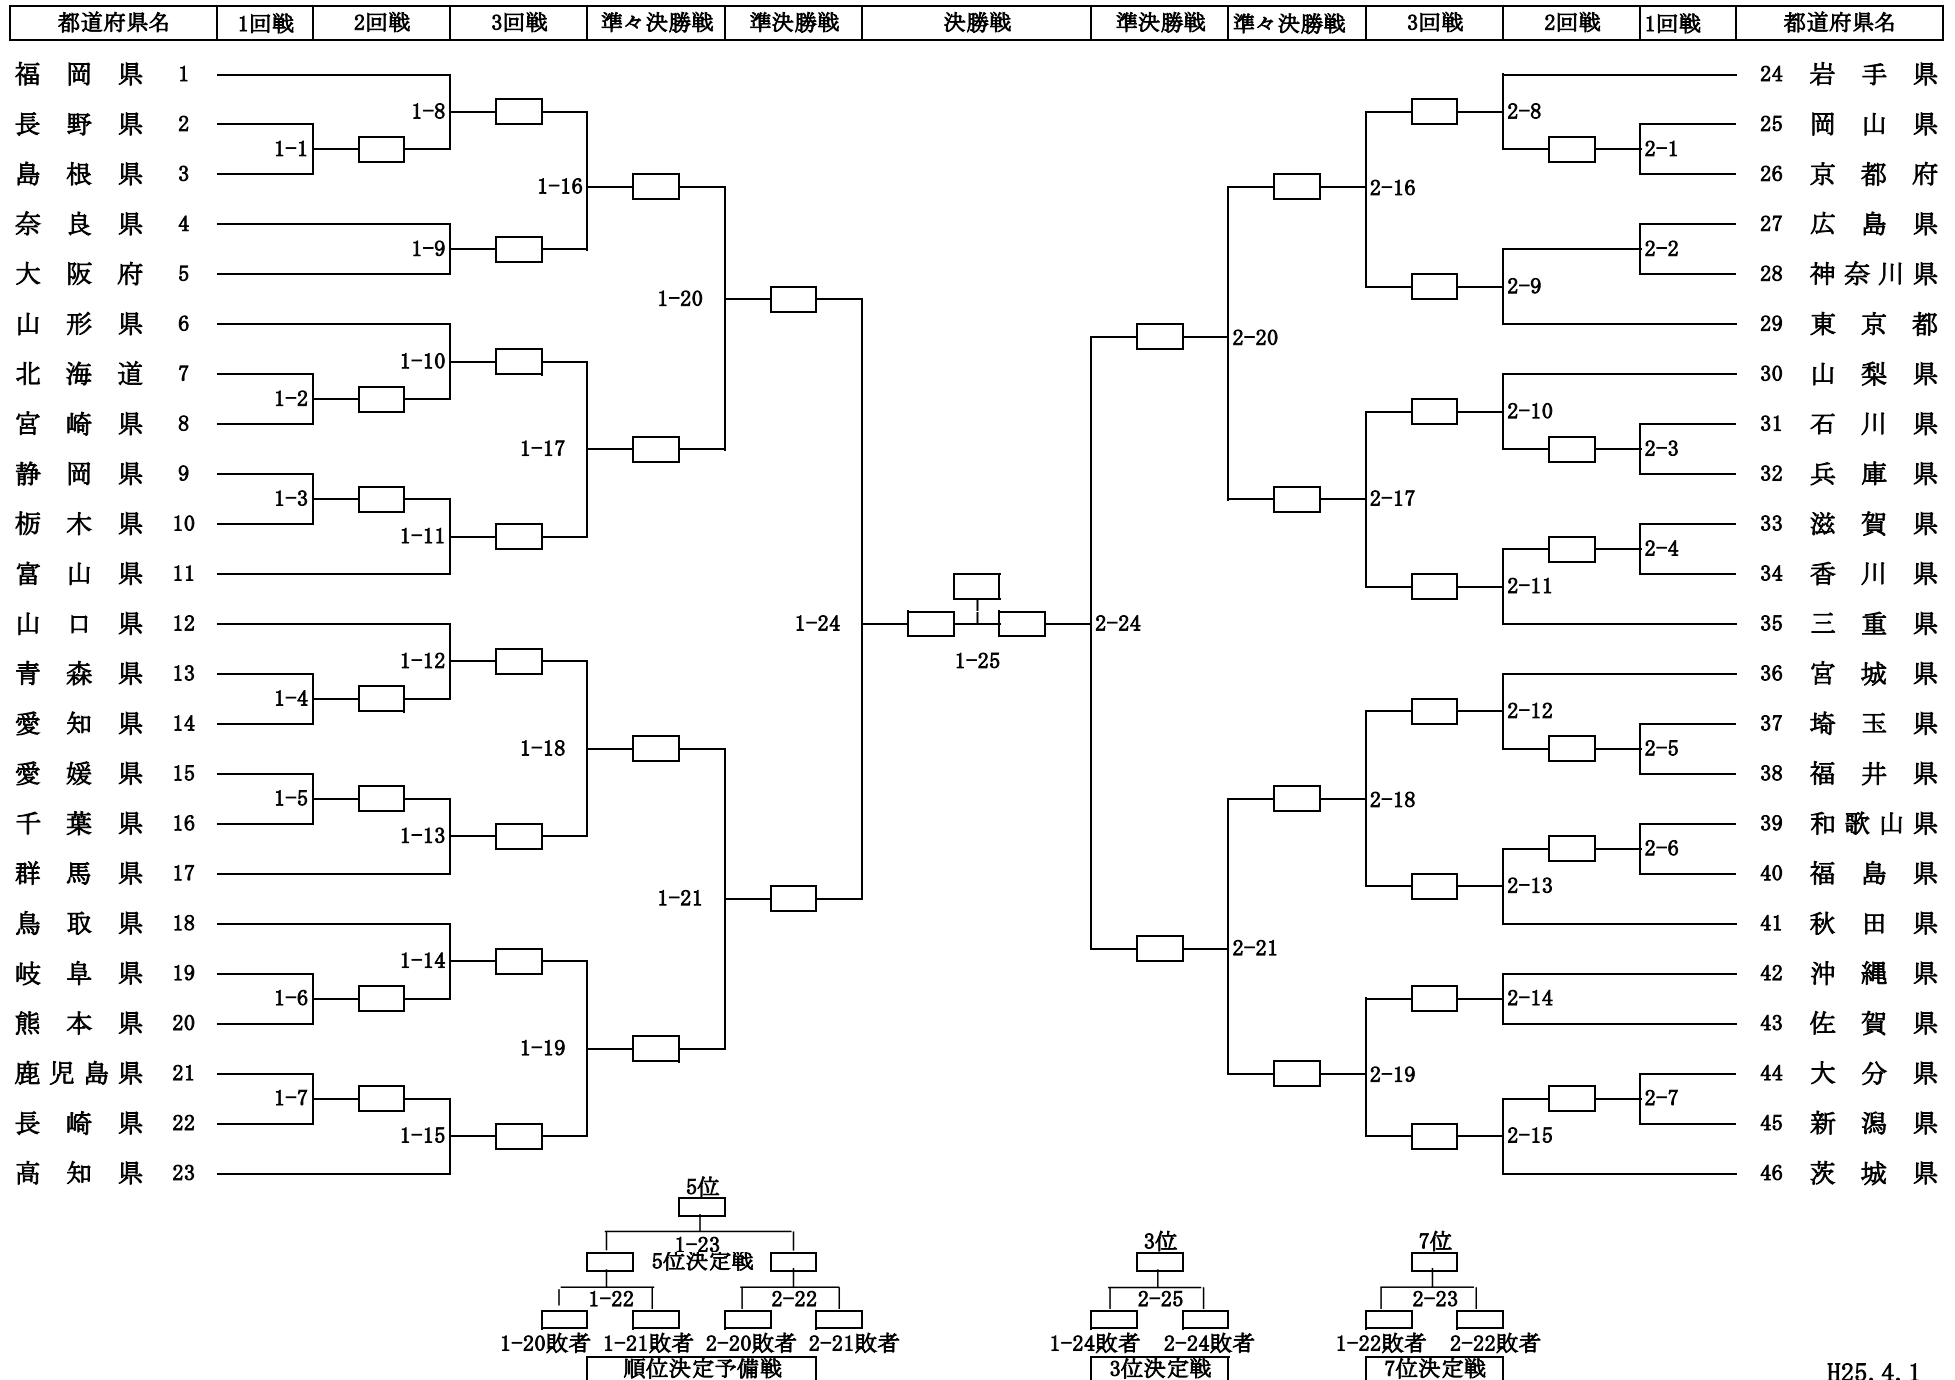 都道府県名 1回戦 2回戦 3回戦 準々決勝戦 準決勝戦 決勝戦 準決勝戦 準々決勝戦 3回戦 2回戦 1回戦 都道府県名
福岡県 1 24 岩手県
1-8 2-8
長野県 2 25 岡山県
1-1 2-1
島根県 3 26 京都府
1-16 2-16
奈良県 4 27 広島県
1-9 2-2
大阪府 5 28 神奈川県
2-9
1-20
山形県 6 29 東京都
2-20
1-10
北海道 7 30 山梨県
1-2 2-10
宮崎県 8 31 石川県
1-17 2-3
静岡県 9 32 兵庫県
1-3 2-17
栃木県 10 33 滋賀県
1-11 2-4
富山県 11 34 香川県
2-11
山口県 12 1-24 2-24 35 三重県
1-12 1-25
青森県 13 36 宮城県
1-4 2-12
愛知県 14 37 埼玉県
1-18 2-5
愛媛県 15 38 福井県
1-5 2-18
千葉県 16 39 和歌山県
1-13 2-6
群馬県 17 40 福島県
2-13
1-21
鳥取県 18 41 秋田県
2-21
1-14
岐阜県 19 42 沖縄県
1-6 2-14
熊本県 20 43 佐賀県
1-19
鹿児島県 21 2-19 44 大分県
1-7 2-7
長崎県 22 45 新潟県
1-15 2-15
高知県 23 46 茨城県
5位
1-23 3位 7位
5位決定戦
1-22 2-22 2-25 2-23
1-20敗者 1-21敗者 2-20敗者 2-21敗者 1-24敗者 2-24敗者 1-22敗者 2-22敗者
順位決定予備戦 3位決定戦 7位決定戦
H25.4.1